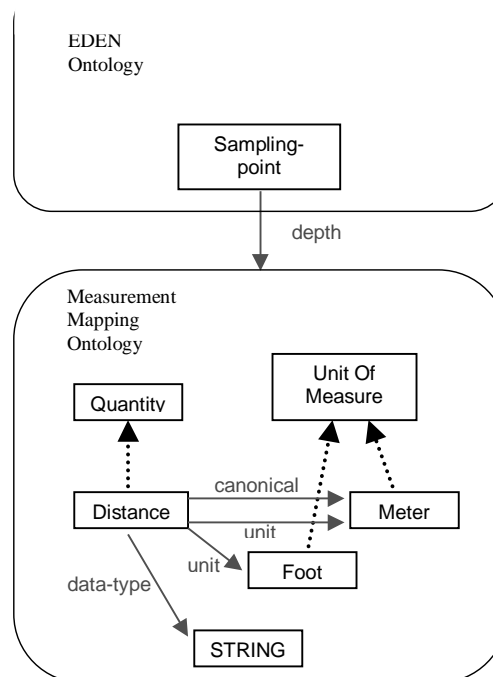 EDEN
Ontology
Sampling-
point
depth
Measurement
Mapping
Ontology
Unit Of
Measure
Quantity
canonical
Distance
Meter
unit
unit
Foot
data-type
STRING